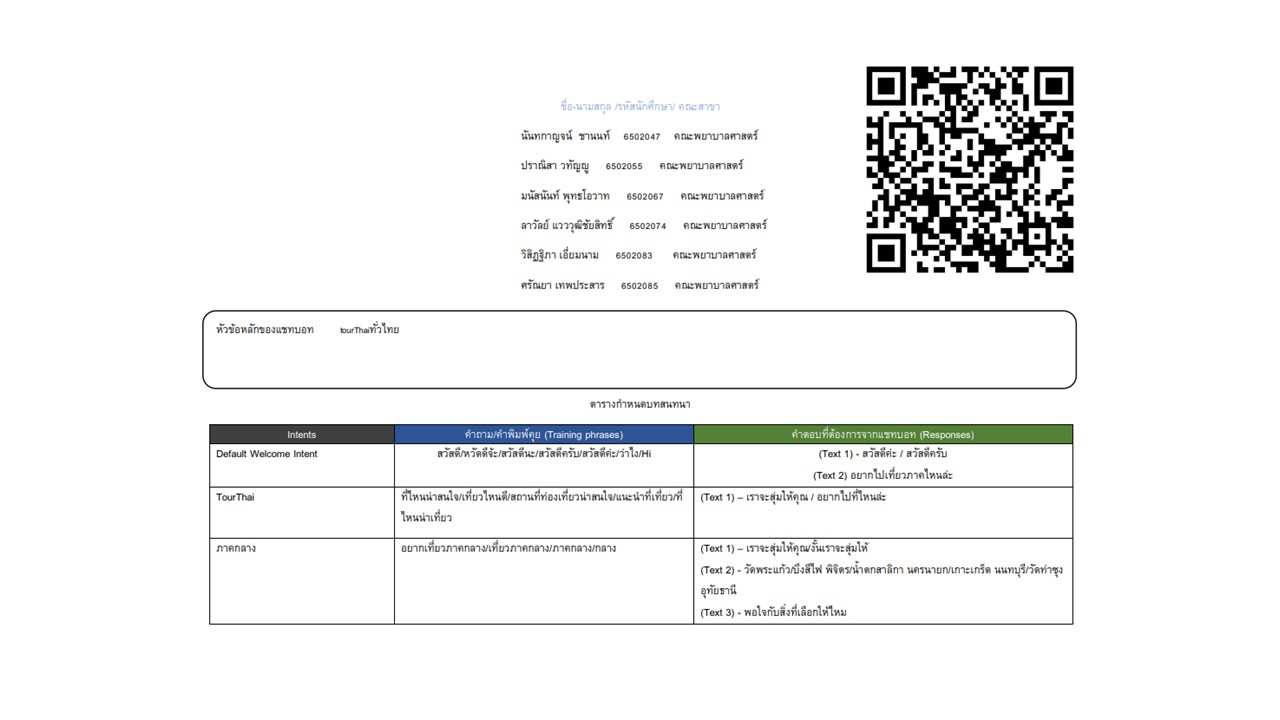 ชื่อ-นามสกุล /รหัสนักศึกษา/ คณะสาขา
นันทกาญจน์ ชานนท์ 6502047 คณะพยาบาลศาสตร์
ปราณิสา วทัญญู 6502055 คณะพยาบาลศาสตร์
มนัสนันท์ พุทธโอวาท 6502067 คณะพยาบาลศาสตร์
ลาวัลย์ แวววุฒิชัยสิทธิ์ 6502074 คณะพยาบาลศาสตร์
วิสิฏฐิภา เอี่ยมนาม 6502083 คณะพยาบาลศาสตร์
ศรัณยา เทพประสาร 6502085 คณะพยาบาลศาสตร์
หัวข้อหลักของแชทบอท tourThaiทั่วไทย
ตารางกำหนดบทสนทนา
Intents คำถาม/คำพิมพ์คุย (Training phrases) คำตอบที่ต้องการจากแชทบอท (Responses)
Default Welcome Intent สวัสดี/หวัดดีจ้ะ/สวัสดีนะ/สวัสดีครับ/สวัสดีค่ะ/ว่าไง/Hi (Text 1) - สวัสดีค่ะ / สวัสดีครับ
(Text 2) อยากไปเที่ยวภาคไหนล่ะ
TourThai ที่ไหนน่าสนใจ/เที่ยวไหนดี/สถานที่ท่องเที่ยวน่าสนใจ/แนะนำที่เที่ยว/ที่ (Text 1) – เราจะสุ่มให้คุณ / อยากไปที่ไหนล่ะ
ไหนน่าเที่ยว
ภาคกลาง อยากเที่ยวภาคกลาง/เที่ยวภาคกลาง/ภาคกลาง/กลาง (Text 1) – เราจะสุ่มให้คุณ/งั้นเราจะสุ่มให้
(Text 2) - วัดพระแก้ว/บึงสีไฟ พิจิตร/น้ำตกสาลิกา นครนายก/เกาะเกร็ด นนทบุรี/วัดท่าซุง
อุทัยธานี
(Text 3) - พอใจกับสิ่งที่เลือกให้ไหม